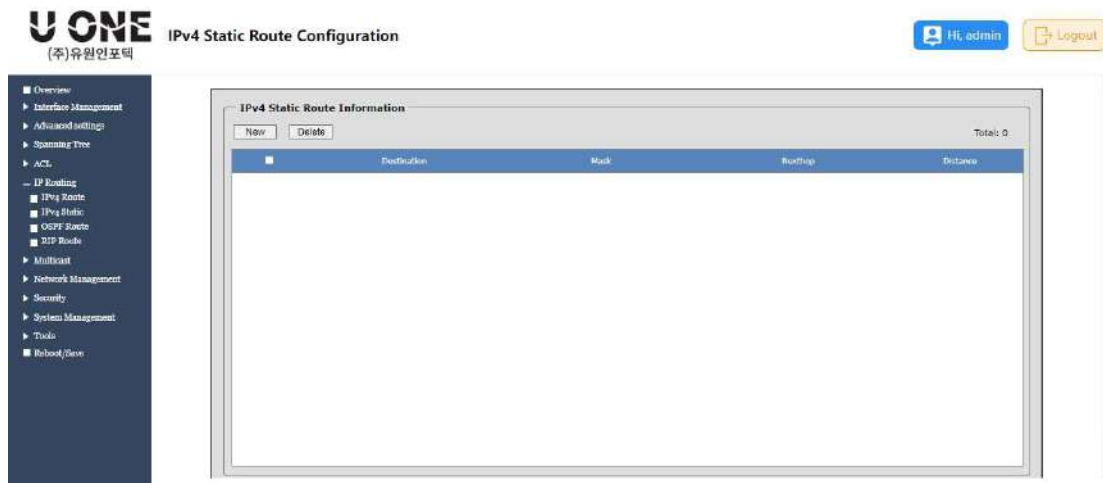 U ONE
(주)유원인포텍
IPv4 Static Route Configuration
Hi, admin
Logout
Overview
Interface Management
Advanced settings
Spanning Tree
ACL
IP Routing
IPv4 Route
IPv4 Static
OSPF Route
RIP Route
Multicast
Network Management
Security
System Management
Tools
Reboot/Save
IPv4 Static Route Information
New Delete Total: 0
Destination Mask Nexthop Distance